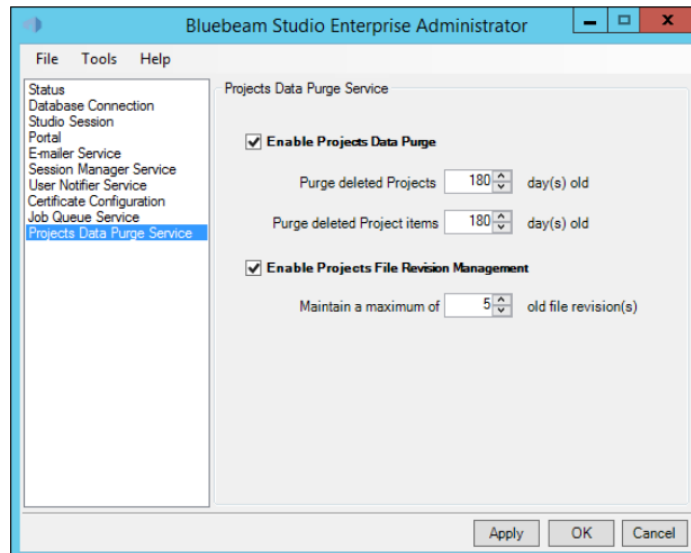 Bluebeam Studio Enterprise Administrator
File Tools Help
Status
Database Connection
Studio Session
Portal
E-mailer Service
Session Manager Service
User Notifier Service
Certificate Configuration
Job Queue Service
Projects Data Purge Service
Projects Data Purge Service
Enable Projects Data Purge
Purge deleted Projects 180 day(s) old
Purge deleted Project items 180 day(s) old
Enable Projects File Revision Management
Maintain a maximum of 5 old file revision(s)
Apply OK Cancel